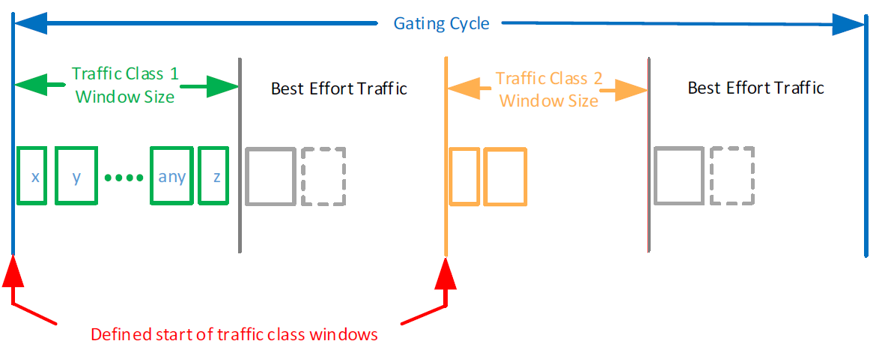 Gating Cycle
Traffic Class 1
Window Size
Best Effort Traffic
Traffic Class 2
Window Size
Best Effort Traffic
x y any z
Defined start of traffic class windows